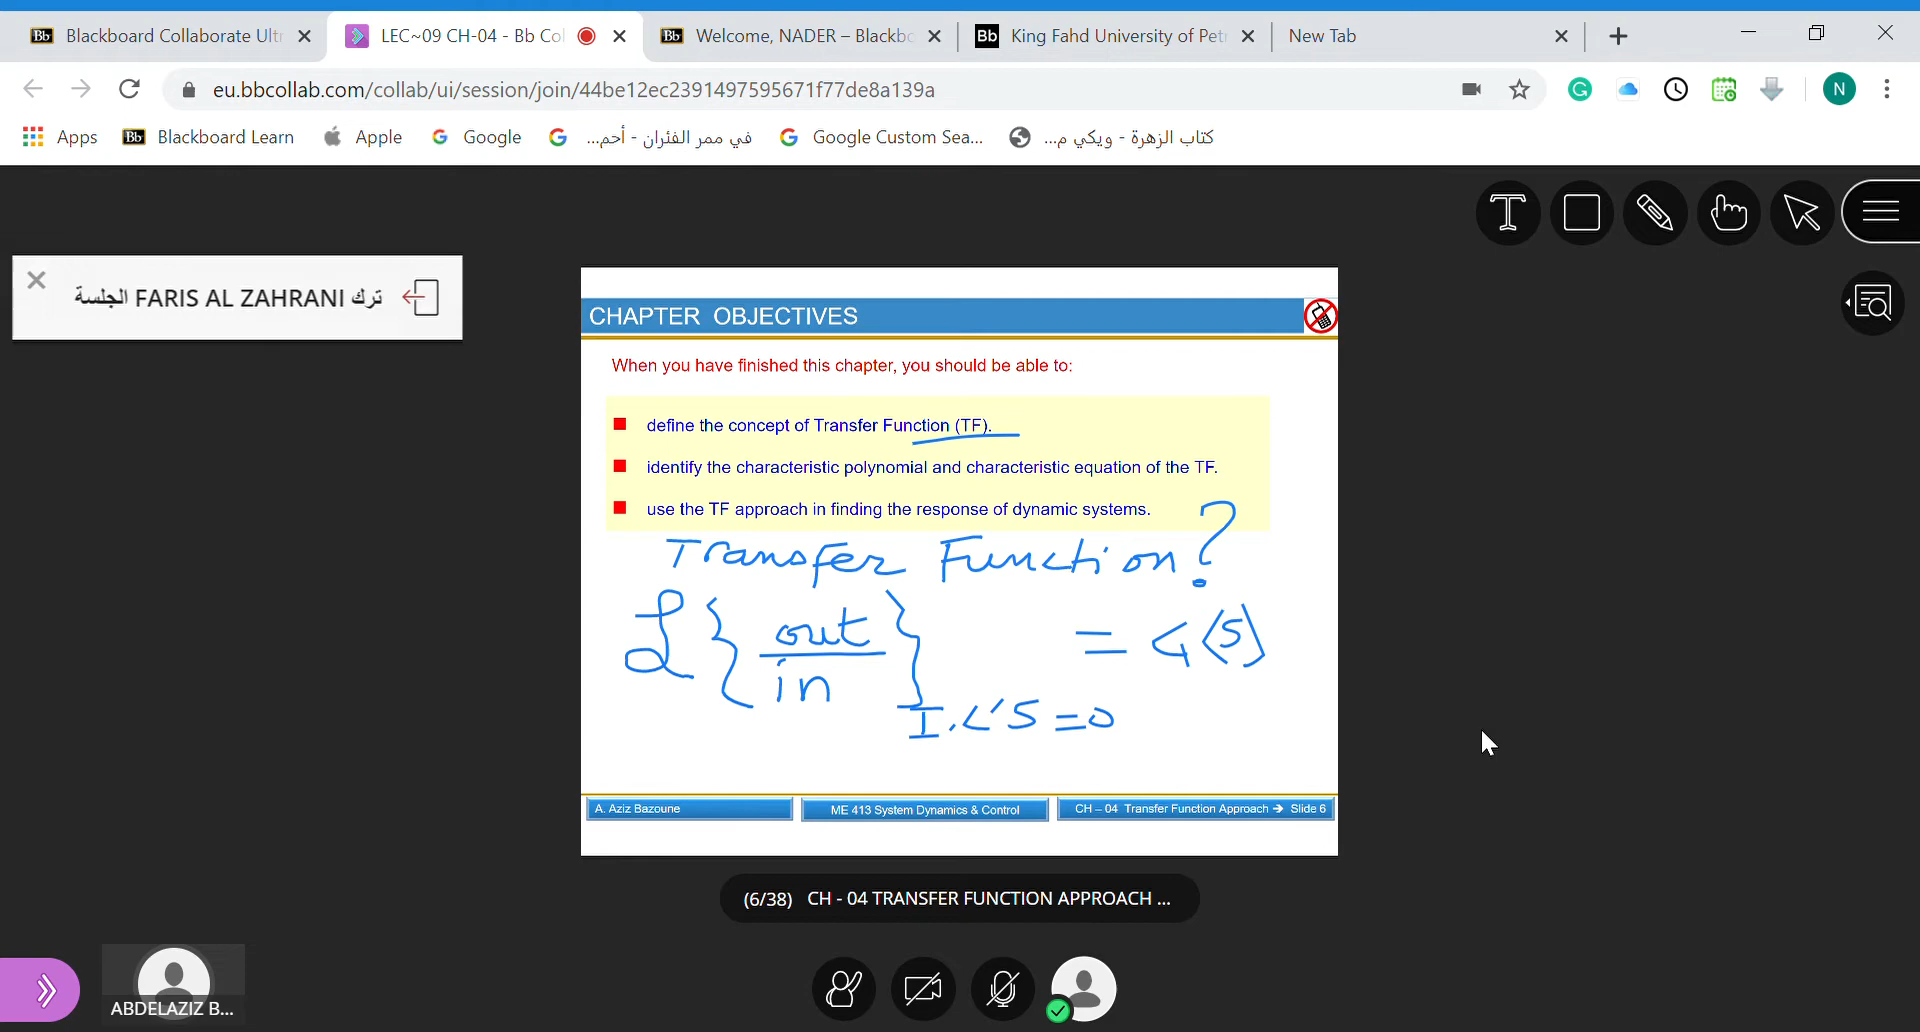 Blackboard Collaborate Ultr
LEC~09 CH-04 - Bb Col
Welcome, NADER – Blackbo
King Fahd University of Petr
New Tab
eu.bbcollab.com/collab/ui/session/join/44be12ec2391497595671f77de8a139a
N
Apps
Blackboard Learn
Apple
Google
في ممر الفئران - أحم...
Google Custom Sea...
كتاب الزهرة - ويكي م...
ترك FARIS AL ZAHRANI الجلسة
CHAPTER OBJECTIVES
When you have finished this chapter, you should be able to:
define the concept of Transfer Function (TF).
identify the characteristic polynomial and characteristic equation of the TF.
use the TF approach in finding the response of dynamic systems.
Transfer Function?
ℒ{out/in} = G(S)
I.C'S = 0
A. Aziz Bazoune
ME 413 System Dynamics & Control
CH – 04 Transfer Function Approach ➔ Slide 6
(6/38) CH - 04 TRANSFER FUNCTION APPROACH ...
ABDELAZIZ B...